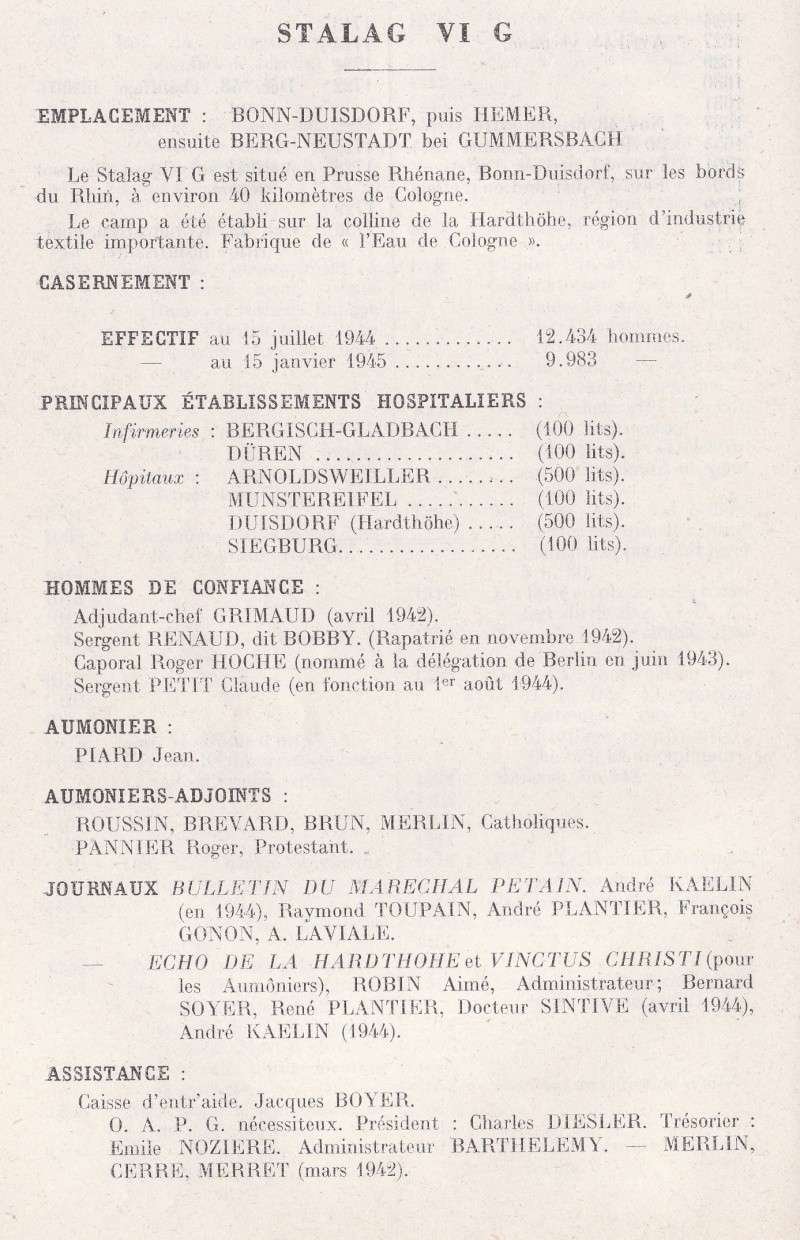 STALAG VI G
EMPLACEMENT : BONN-DUISDORF, puis HEMER,
ensuite BERG-NEUSTADT bei GUMMERSBACH
Le Stalag VI G est situé en Prusse Rhénane, Bonn-Duisdorf, sur les bords
du Rhin, à environ 40 kilomètres de Cologne.
Le camp a été établi sur la colline de la Hardthöhe, région d'industrie
textile importante. Fabrique de « l'Eau de Cologne ».
CASERNEMENT :
EFFECTIF au 15 juillet 1944 ............. 12.434 hommes.
— au 15 janvier 1945 ............ 9.983 —
PRINCIPAUX ÉTABLISSEMENTS HOSPITALIERS :
Infirmeries : BERGISCH-GLADBACH ..... (100 lits).
DÜREN .................... (100 lits).
Hôpitaux : ARNOLDSWEILLER ........ (500 lits).
MUNSTEREIFEL ........... (100 lits).
DUISDORF (Hardthöhe) ..... (500 lits).
SIEGBURG.................. (100 lits).
HOMMES DE CONFIANCE :
Adjudant-chef GRIMAUD (avril 1942).
Sergent RENAUD, dit BOBBY. (Rapatrié en novembre 1942).
Caporal Roger HOCHE (nommé à la délégation de Berlin en juin 1943).
Sergent PETIT Claude (en fonction au 1er août 1944).
AUMONIER :
PIARD Jean.
AUMONIERS-ADJOINTS :
ROUSSIN, BREVARD, BRUN, MERLIN, Catholiques.
PANNIER Roger, Protestant.
JOURNAUX BULLETIN DU MARECHAL PETAIN. André KAELIN
(en 1944), Raymond TOUPAIN, André PLANTIER, François
GONON, A. LAVIALE.
— ECHO DE LA HARDTHOHE et VINCTUS CHRISTI (pour
les Aumôniers), ROBIN Aimé, Administrateur; Bernard
SOYER, René PLANTIER, Docteur SINTIVE (avril 1944),
André KAELIN (1944).
ASSISTANCE :
Caisse d'entr'aide. Jacques BOYER.
O. A. P. G. nécessiteux. Président : Charles DIESLER. Trésorier :
Emile NOZIERE. Administrateur BARTHELEMY. — MERLIN,
CERRE, MERRET (mars 1942).